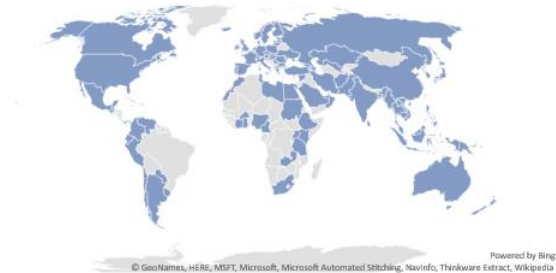 Powered by Bing
© GeoNames, HERE, MSFT, Microsoft, Microsoft Automated Stitching, Navinfo, Thinkware Extract, Wikipedia